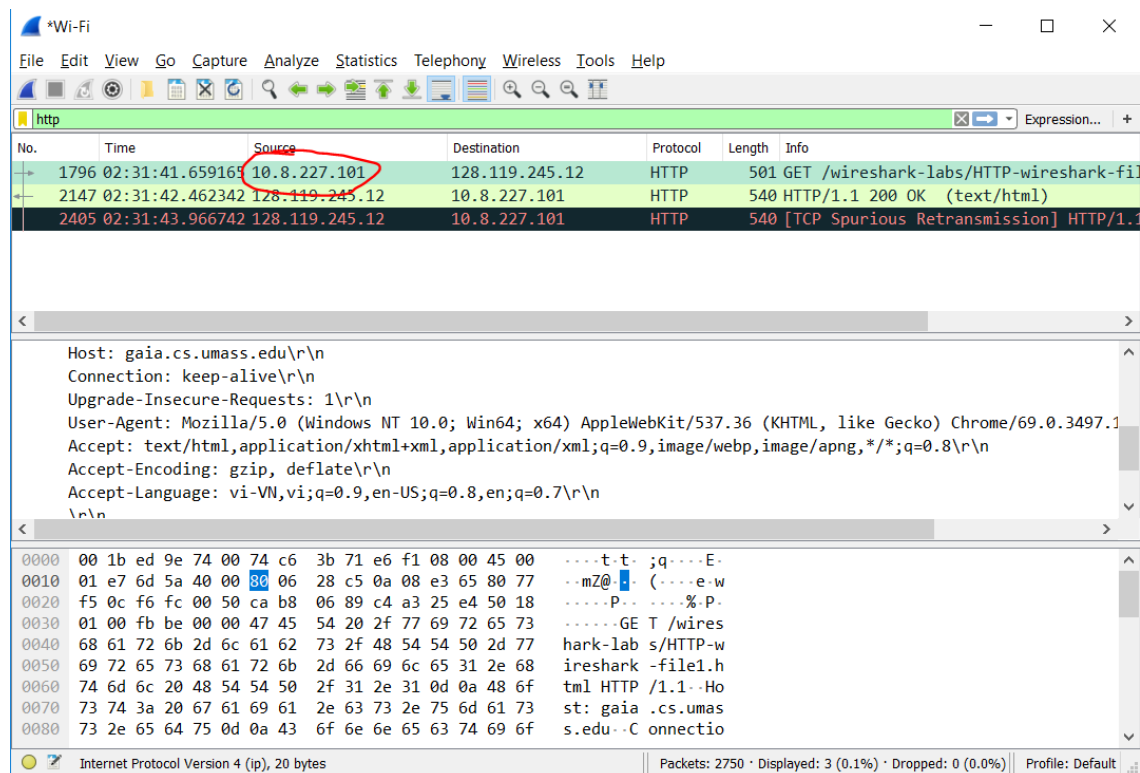 *Wi-Fi
File Edit View Go Capture Analyze Statistics Telephony Wireless Tools Help
http Expression... +
No. Time Source Destination Protocol Length Info
1796 02:31:41.659165 10.8.227.101 128.119.245.12 HTTP 501 GET /wireshark-labs/HTTP-wireshark-fil
2147 02:31:42.462342 128.119.245.12 10.8.227.101 HTTP 540 HTTP/1.1 200 OK (text/html)
2405 02:31:43.966742 128.119.245.12 10.8.227.101 HTTP 540 [TCP Spurious Retransmission] HTTP/1.1
Host: gaia.cs.umass.edu\r\n
Connection: keep-alive\r\n
Upgrade-Insecure-Requests: 1\r\n
User-Agent: Mozilla/5.0 (Windows NT 10.0; Win64; x64) AppleWebKit/537.36 (KHTML, like Gecko) Chrome/69.0.3497.1
Accept: text/html,application/xhtml+xml,application/xml;q=0.9,image/webp,image/apng,*/*;q=0.8\r\n
Accept-Encoding: gzip, deflate\r\n
Accept-Language: vi-VN,vi;q=0.9,en-US;q=0.8,en;q=0.7\r\n
\r\n
0000 00 1b ed 9e 74 00 74 c6 3b 71 e6 f1 08 00 45 00 ····t·t· ;q····E·
0010 01 e7 6d 5a 40 00 80 06 28 c5 0a 08 e3 65 80 77 ··mZ@··· (····e·w
0020 f5 0c f6 fc 00 50 ca b8 06 89 c4 a3 25 e4 50 18 ·····P·· ····%·P·
0030 01 00 fb be 00 00 47 45 54 20 2f 77 69 72 65 73 ······GE T /wires
0040 68 61 72 6b 2d 6c 61 62 73 2f 48 54 54 50 2d 77 hark-lab s/HTTP-w
0050 69 72 65 73 68 61 72 6b 2d 66 69 6c 65 31 2e 68 ireshark -file1.h
0060 74 6d 6c 20 48 54 54 50 2f 31 2e 31 0d 0a 48 6f tml HTTP /1.1··Ho
0070 73 74 3a 20 67 61 69 61 2e 63 73 2e 75 6d 61 73 st: gaia .cs.umas
0080 73 2e 65 64 75 0d 0a 43 6f 6e 6e 65 63 74 69 6f s.edu··C onnectio
Internet Protocol Version 4 (ip), 20 bytes Packets: 2750 · Displayed: 3 (0.1%) · Dropped: 0 (0.0%) Profile: Default